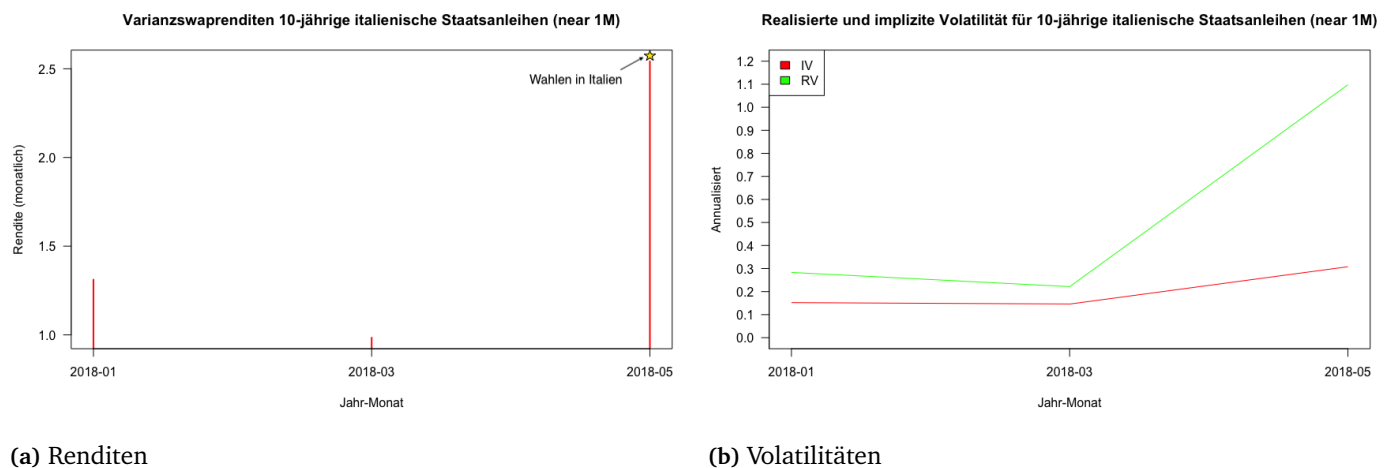 Varianzswaprenditen 10-jährige italienische Staatsanleihen (near 1M)
2.5
2.0
1.5
1.0
Rendite (monatlich)
Wahlen in Italien
2018-01
2018-03
2018-05
Jahr-Monat
(a) Renditen
Realisierte und implizite Volatilität für 10-jährige italienische Staatsanleihen (near 1M)
IV
RV
1.2
1.1
1.0
0.9
0.8
0.7
0.6
0.5
0.4
0.3
0.2
0.1
0.0
Annualisiert
2018-01
2018-03
2018-05
Jahr-Monat
(b) Volatilitäten